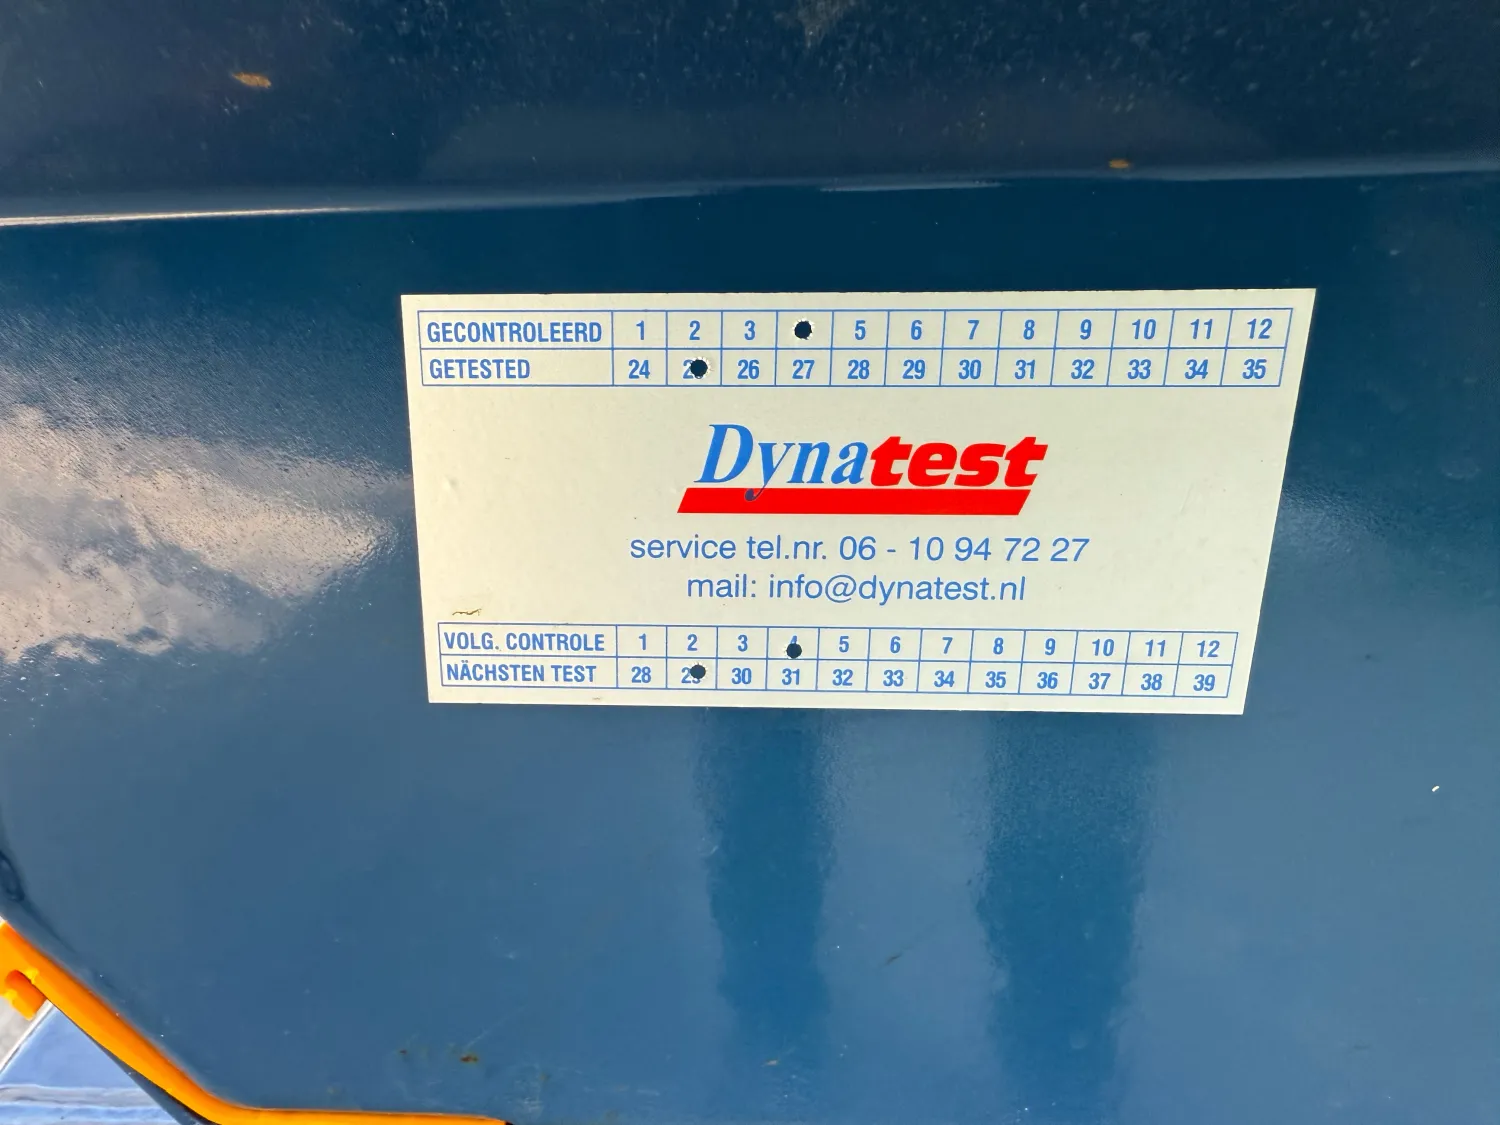 GECONTROLEERD 1 2 3 5 6 7 8 9 10 11 12
GETESTED 24 26 27 28 29 30 31 32 33 34 35
Dynatest
service tel.nr. 06 - 10 94 72 27
mail: info@dynatest.nl
VOLG. CONTROLE 1 2 3 4 5 6 7 8 9 10 11 12
NÄCHSTEN TEST 28 29 30 31 32 33 34 35 36 37 38 39